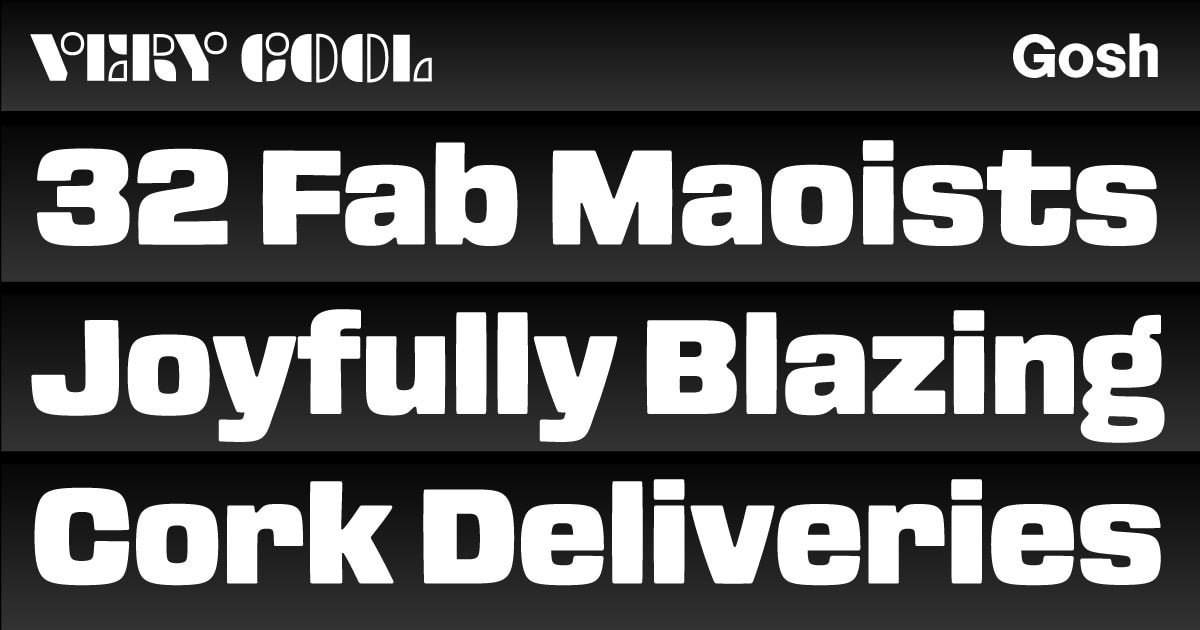 VERY COOL
Gosh
32 Fab Maoists
Joyfully Blazing
Cork Deliveries